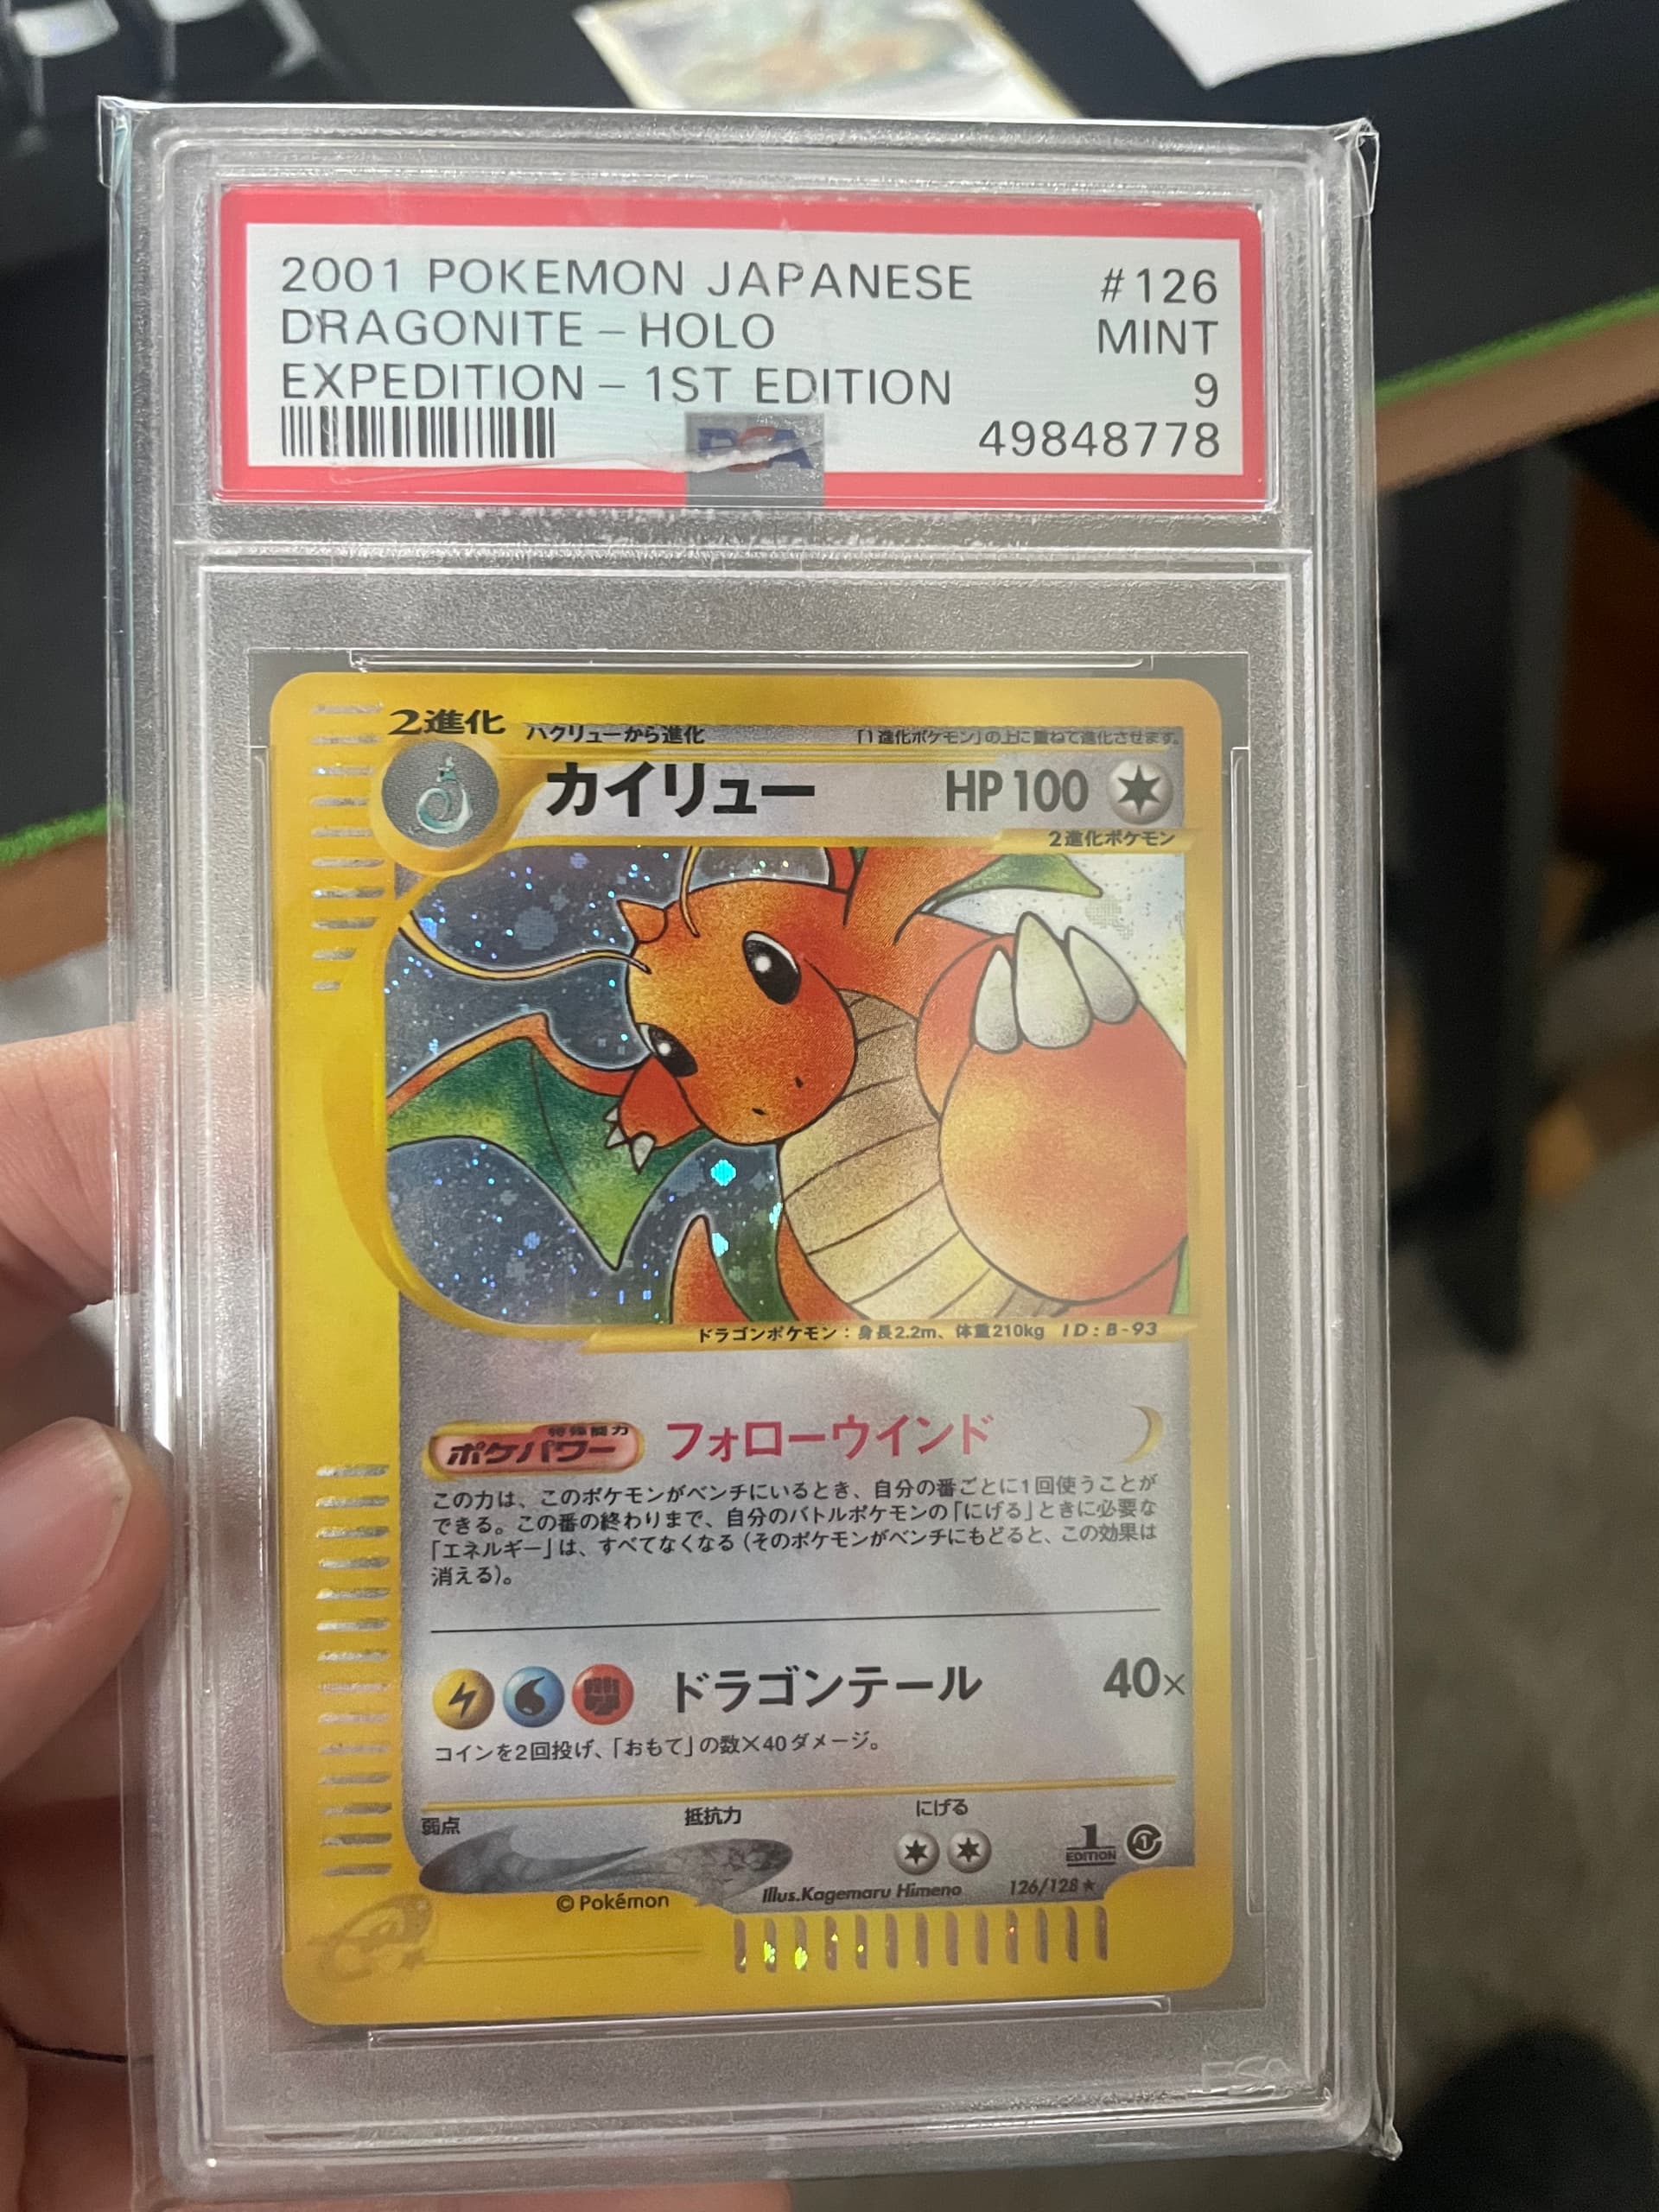 2001 POKEMON JAPANESE #126
DRAGONITE – HOLO MINT
EXPEDITION – 1ST EDITION 9
PSA 49848778
2進化 ハクリューから進化 「1進化ポケモン」の上に重ねて進化させます。
カイリュー HP100
2進化ポケモン
ドラゴンポケモン：身長2.2m、体重210kg ID:B-93
特殊能力
ポケパワー フォローウインド
この力は、このポケモンがベンチにいるとき、自分の番ごとに1回使うことが
できる。この番の終わりまで、自分のバトルポケモンの「にげる」ときに必要な
「エネルギー」は、すべてなくなる（そのポケモンがベンチにもどると、この効果は
消える）。
ドラゴンテール 40×
コインを2回投げ、「おもて」の数×40ダメージ。
弱点 抵抗力 にげる
1 EDITION
© Pokémon Illus.Kagemaru Himeno 126/128★
PSA